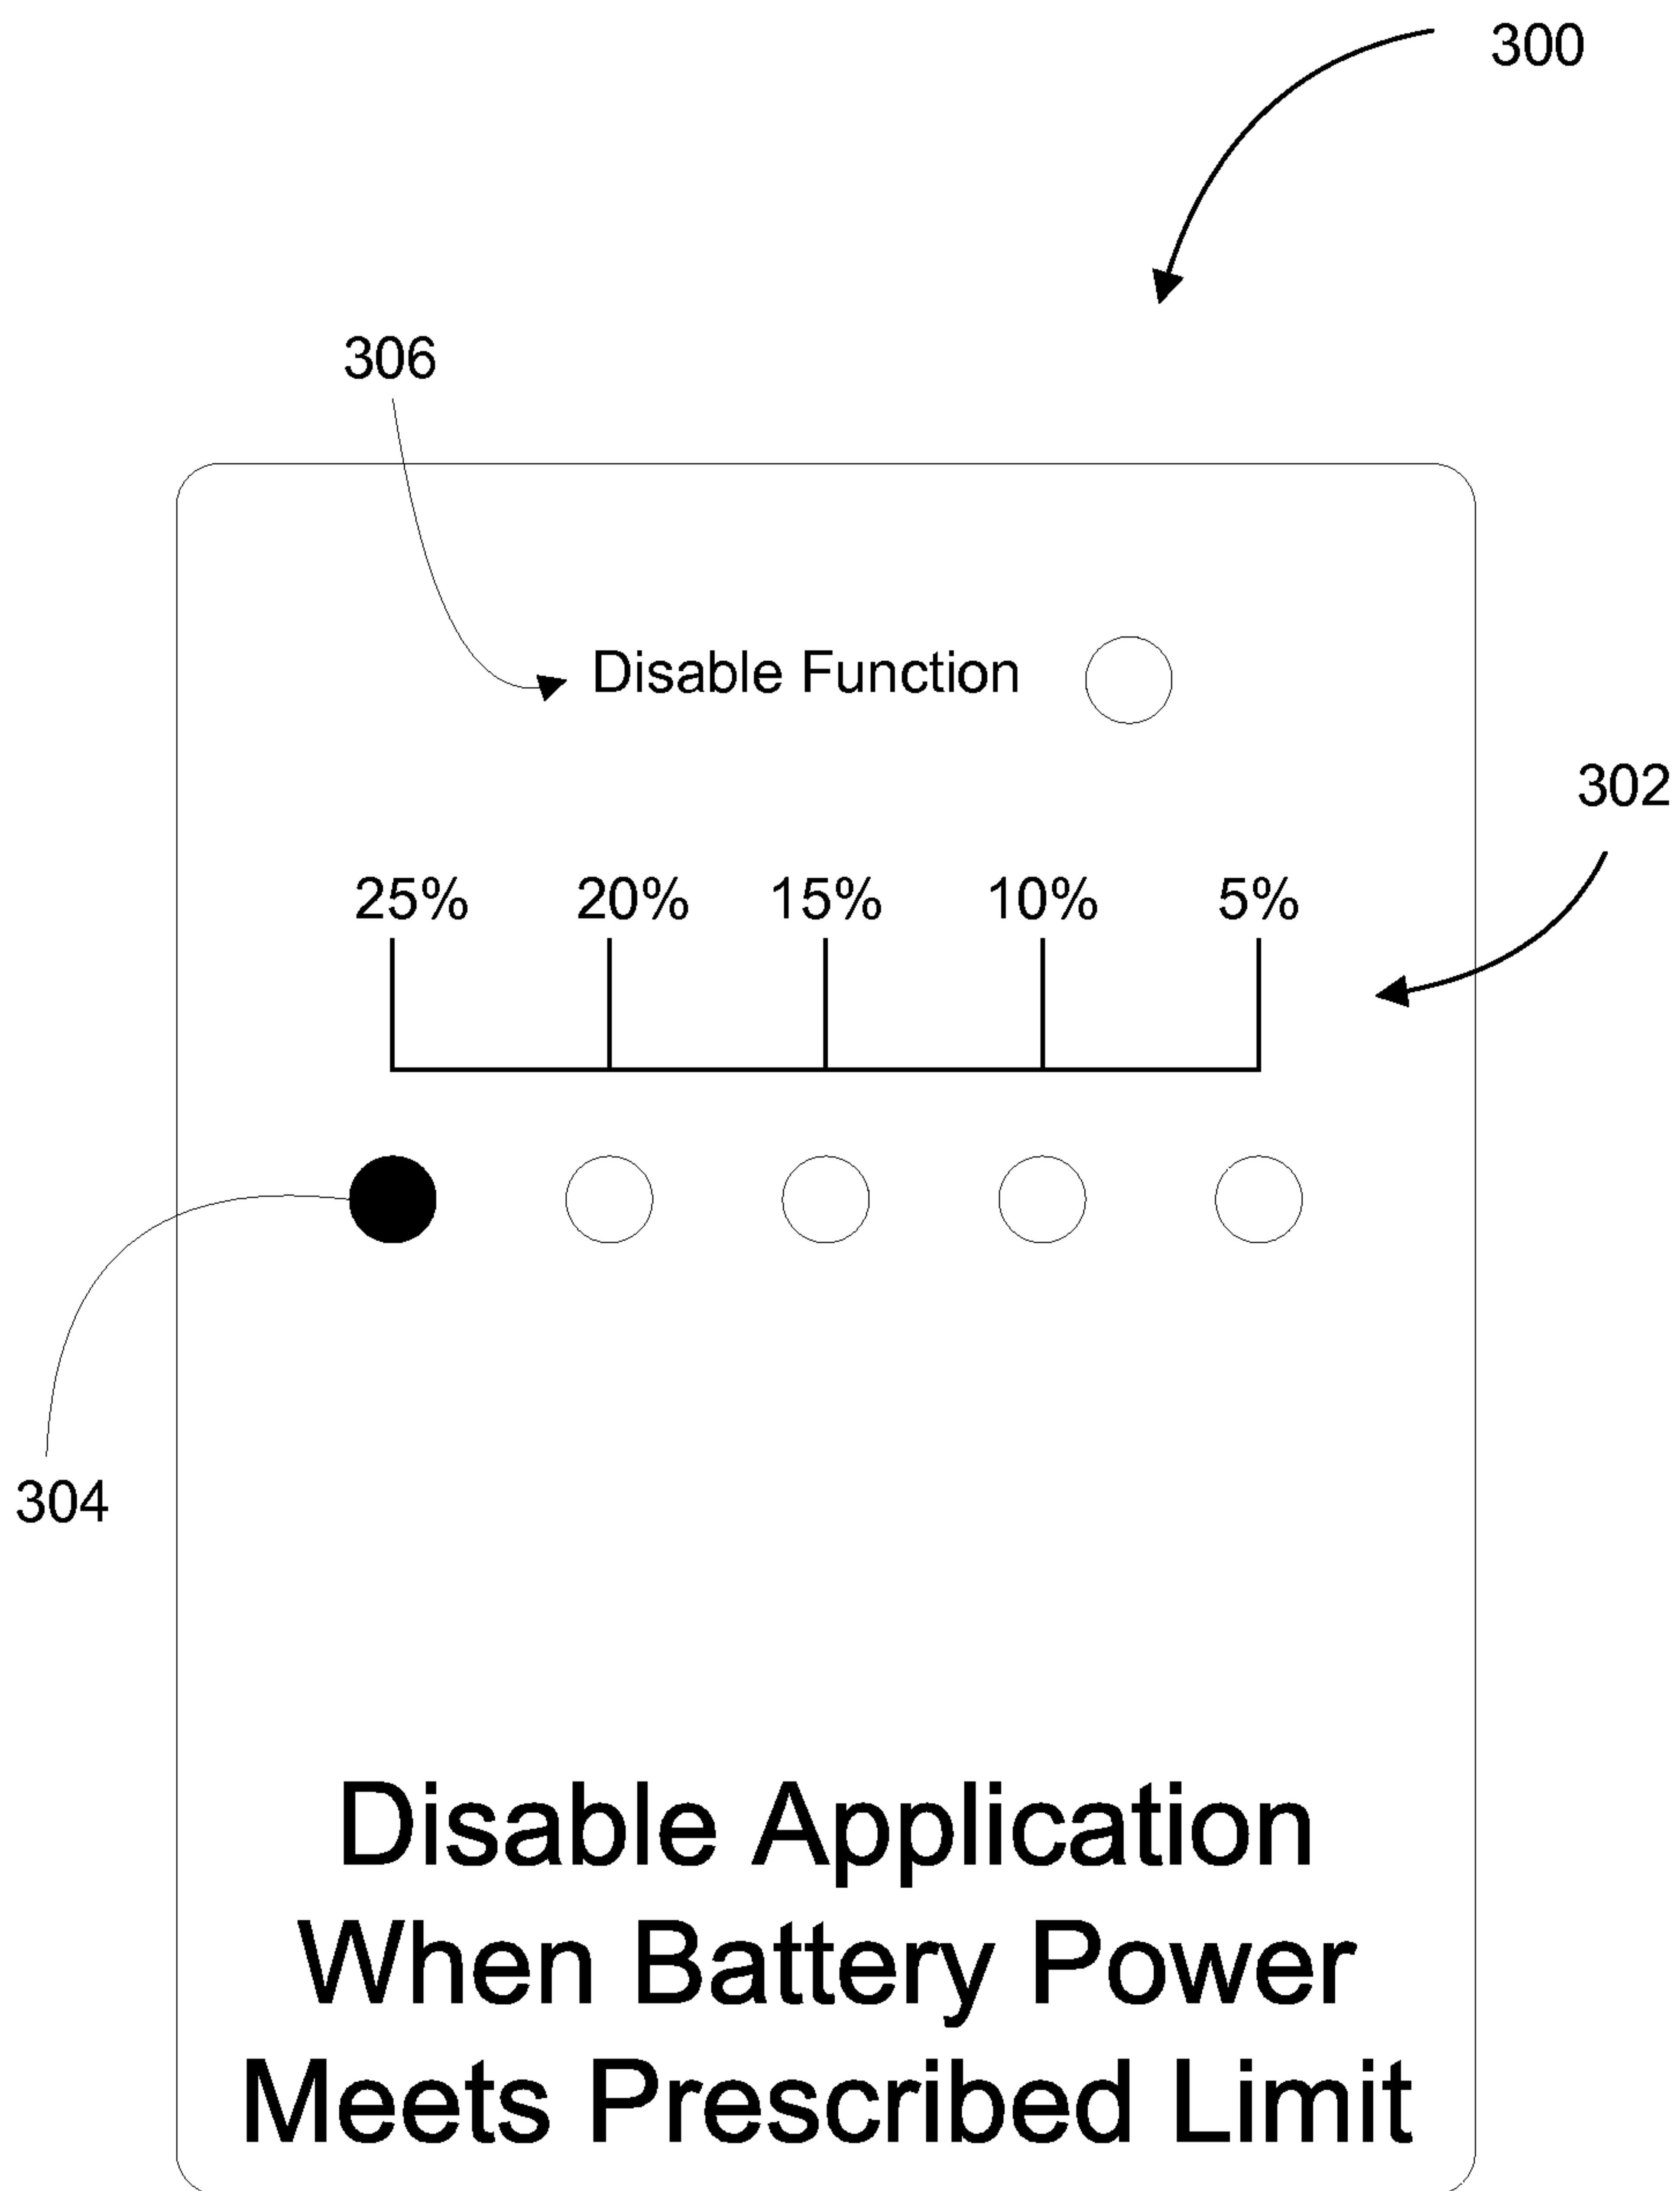 300
306
Disable Function
302
25% 20% 15% 10% 5%
304
Disable Application
When Battery Power
Meets Prescribed Limit